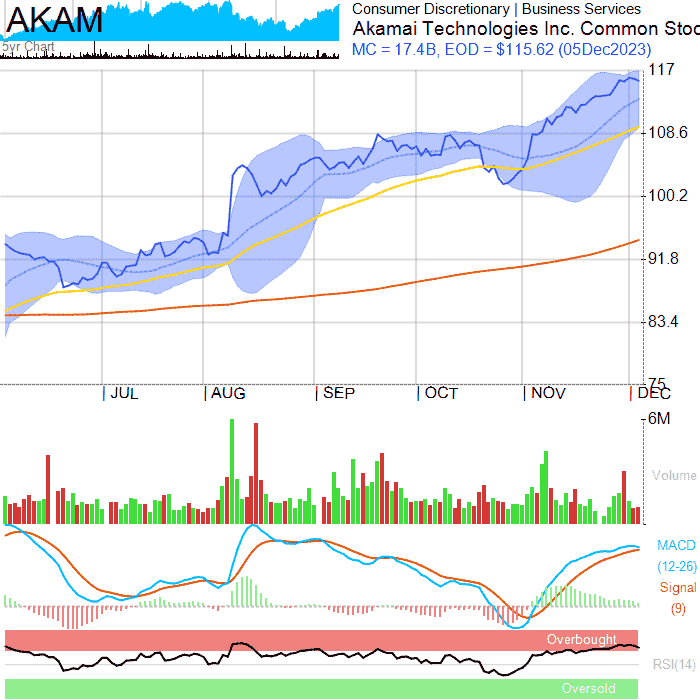 AKAM
5yr Chart
Consumer Discretionary | Business Services
Akamai Technologies Inc. Common Stoc
MC = 17.4B, EOD = $115.62 (05Dec2023)
117
108.6
100.2
91.8
83.4
75
JUL
AUG
SEP
OCT
NOV
DEC
6M
Volume
MACD
(12-26)
Signal
(9)
Overbought
RSI(14)
Oversold